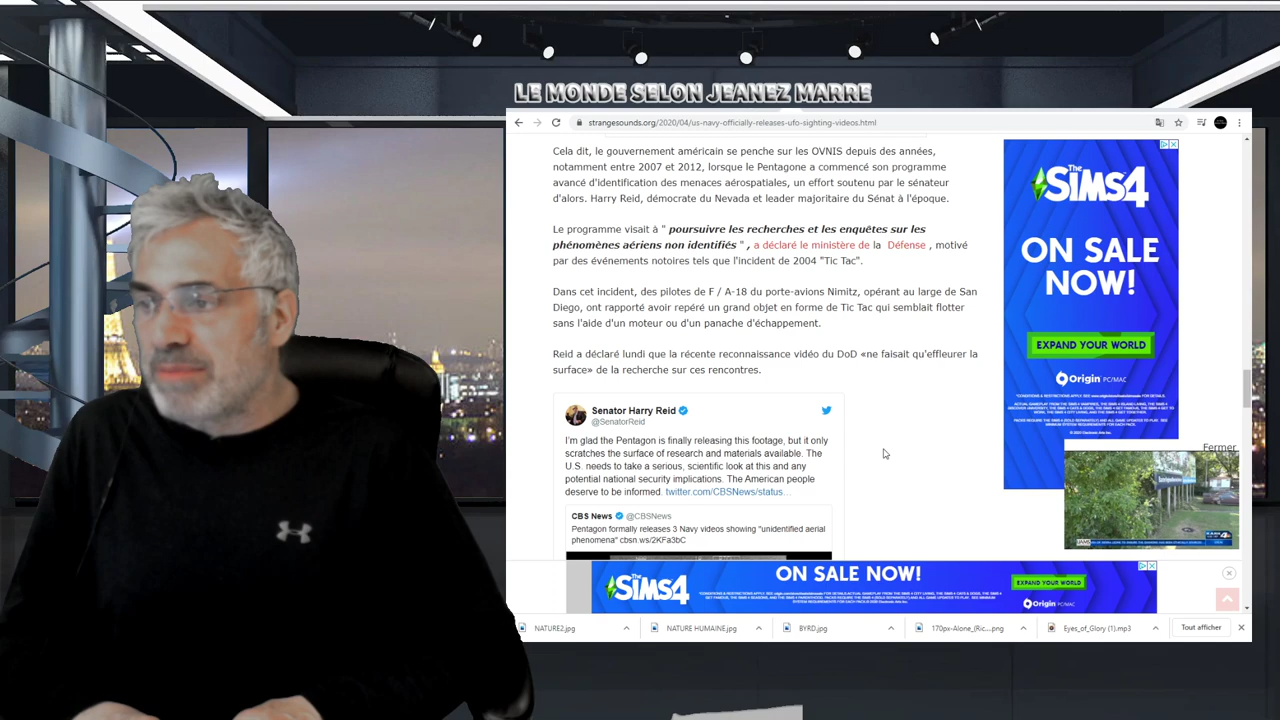 LE MONDE SELON JEANEZ MARRE
strangesounds.org/2020/04/us-navy-officially-releases-ufo-sighting-videos.html
Cela dit, le gouvernement américain se penche sur les OVNIS depuis des années,
notamment entre 2007 et 2012, lorsque le Pentagone a commencé son programme
avancé d'identification des menaces aérospatiales, un effort soutenu par le sénateur
d'alors. Harry Reid, démocrate du Nevada et leader majoritaire du Sénat à l'époque.
Le programme visait à " poursuivre les recherches et les enquêtes sur les
phénomènes aériens non identifiés " , a déclaré le ministère de la Défense , motivé
par des événements notoires tels que l'incident de 2004 "Tic Tac".
Dans cet incident, des pilotes de F / A-18 du porte-avions Nimitz, opérant au large de San
Diego, ont rapporté avoir repéré un grand objet en forme de Tic Tac qui semblait flotter
sans l'aide d'un moteur ou d'un panache d'échappement.
Reid a déclaré lundi que la récente reconnaissance vidéo du DoD «ne faisait qu'effleurer la
surface» de la recherche sur ces rencontres.
Senator Harry Reid
@SenatorReid
I'm glad the Pentagon is finally releasing this footage, but it only
scratches the surface of research and materials available. The
U.S. needs to take a serious, scientific look at this and any
potential national security implications. The American people
deserve to be informed. twitter.com/CBSNews/status…
CBS News @CBSNews
Pentagon formally releases 3 Navy videos showing "unidentified aerial
phenomena" cbsn.ws/2KFa3bC
The SIMS4
ON SALE
NOW!
EXPAND YOUR WORLD
Origin PC/MAC
Fermer
The SIMS4
ON SALE NOW!
EXPAND YOUR WORLD
Origin PC/MAC
NATURE2.jpg
NATURE HUMAINE.jpg
BYRD.jpg
170px-Alone_(Ric....png
Eyes_of_Glory (1).mp3
Tout afficher